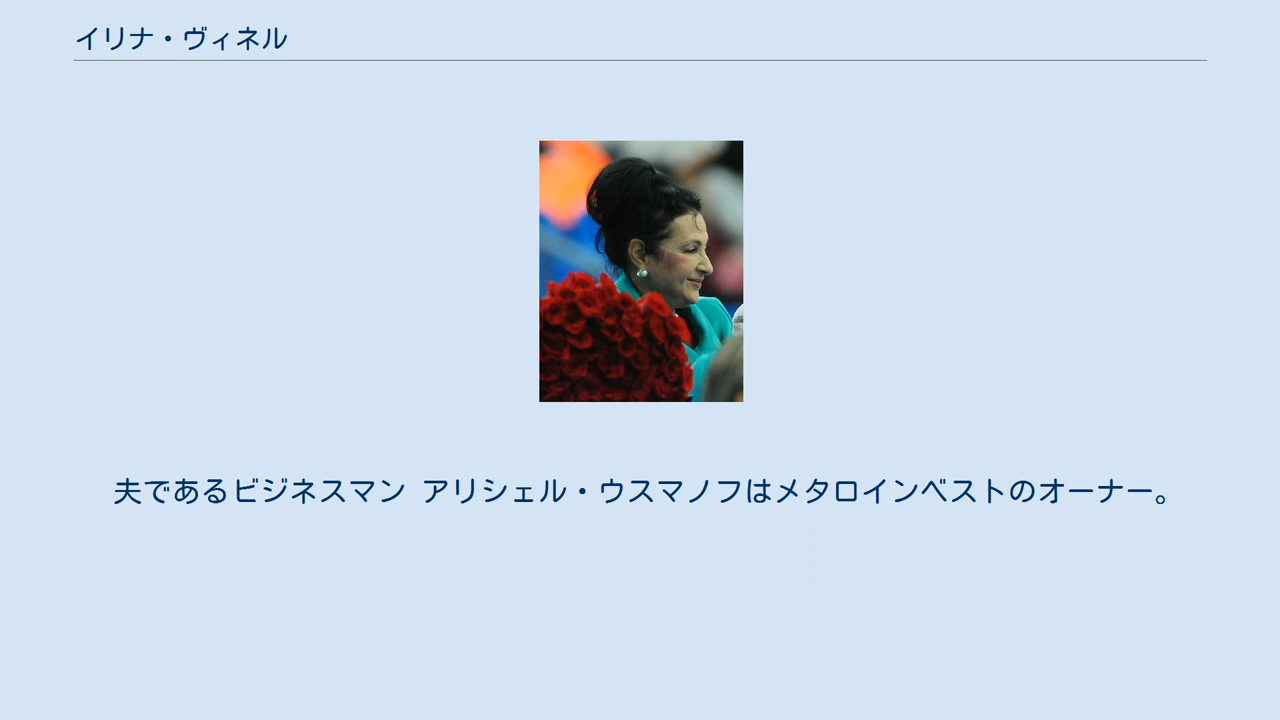 イリナ・ヴィネル
夫であるビジネスマン アリシェル・ウスマノフはメタロインベストのオーナー。